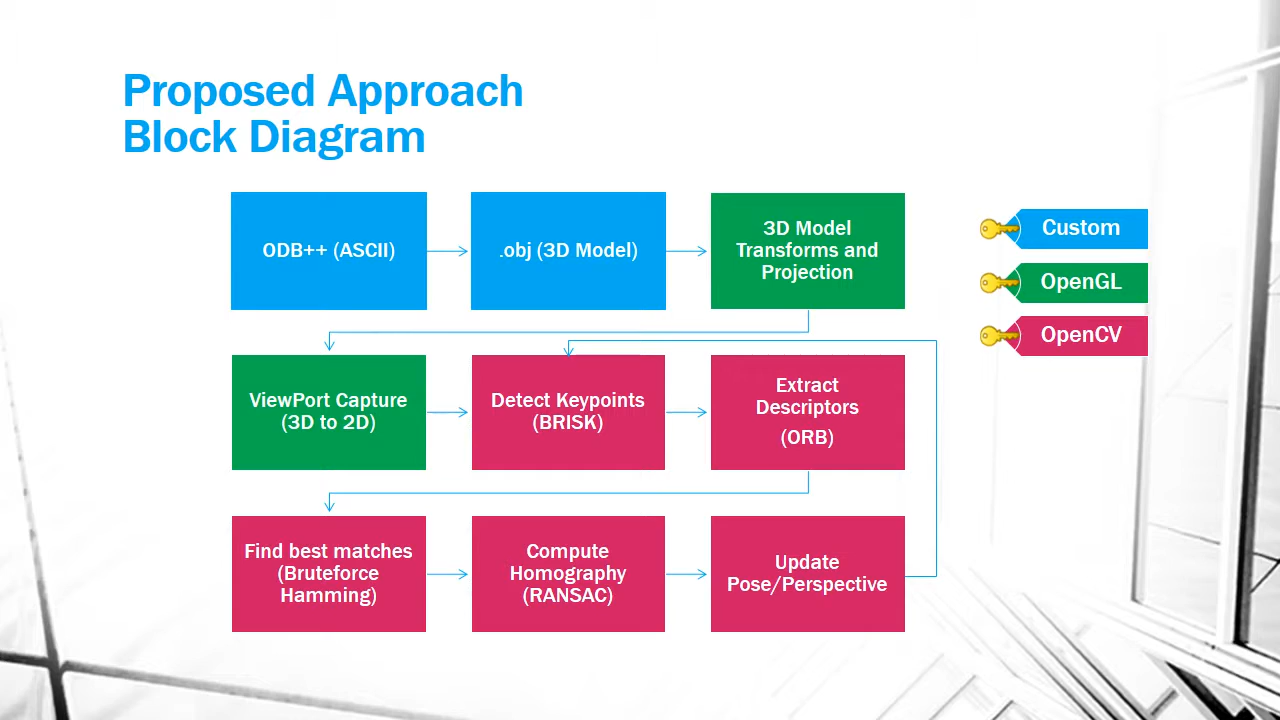 Proposed Approach
Block Diagram
ODB++ (ASCII)
.obj (3D Model)
3D Model
Transforms and
Projection
Custom
OpenGL
OpenCV
ViewPort Capture
(3D to 2D)
Detect Keypoints
(BRISK)
Extract
Descriptors
(ORB)
Find best matches
(Bruteforce
Hamming)
Compute
Homography
(RANSAC)
Update
Pose/Perspective